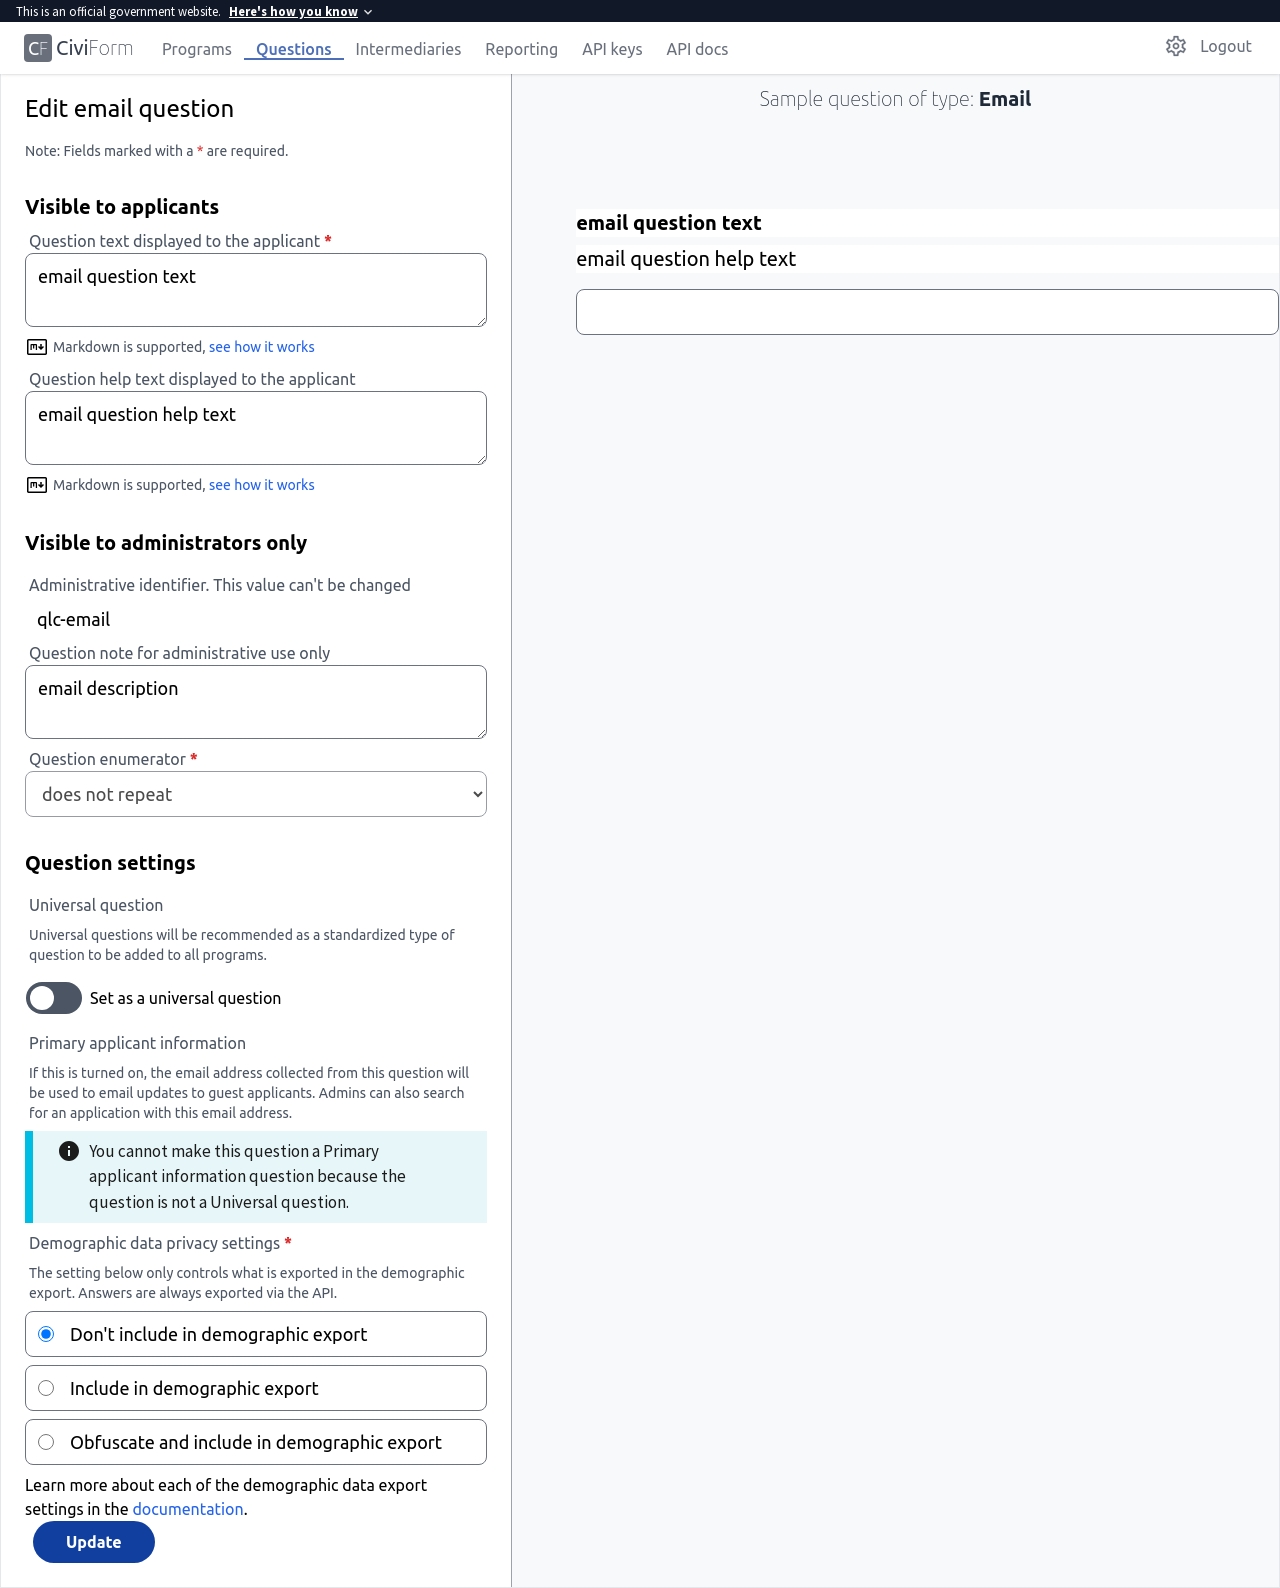 This is an official government website. Here's how you know
CF CiviForm Programs Questions Intermediaries Reporting API keys API docs Logout
Edit email question
Note: Fields marked with a * are required.
Visible to applicants
Question text displayed to the applicant *
email question text
Markdown is supported, see how it works
Question help text displayed to the applicant
email question help text
Markdown is supported, see how it works
Visible to administrators only
Administrative identifier. This value can't be changed
qlc-email
Question note for administrative use only
email description
Question enumerator *
does not repeat
Question settings
Universal question
Universal questions will be recommended as a standardized type of
question to be added to all programs.
Set as a universal question
Primary applicant information
If this is turned on, the email address collected from this question will
be used to email updates to guest applicants. Admins can also search
for an application with this email address.
You cannot make this question a Primary
applicant information question because the
question is not a Universal question.
Demographic data privacy settings *
The setting below only controls what is exported in the demographic
export. Answers are always exported via the API.
Don't include in demographic export
Include in demographic export
Obfuscate and include in demographic export
Learn more about each of the demographic data export
settings in the documentation.
Update
Sample question of type: Email
email question text
email question help text